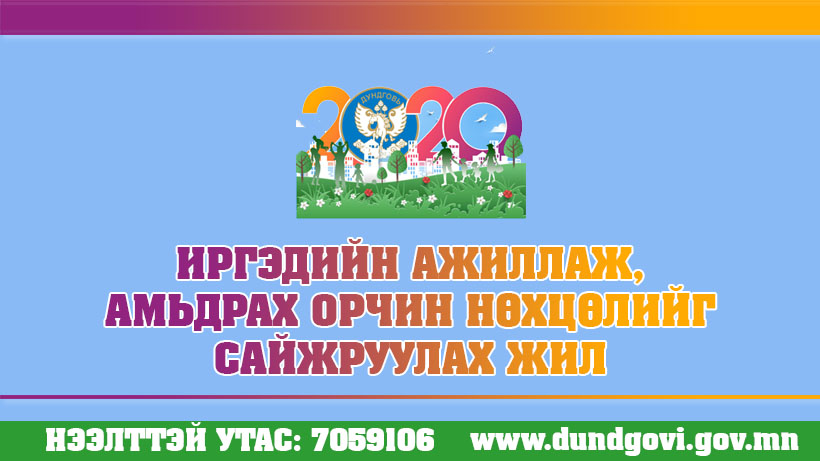 2020
ДУНДГОВЬ
ИРГЭДИЙН АЖИЛЛАЖ,
АМЬДРАХ ОРЧИН НӨХЦӨЛИЙГ
САЙЖРУУЛАХ ЖИЛ
НЭЭЛТТЭЙ УТАС: 7059106 www.dundgovi.gov.mn